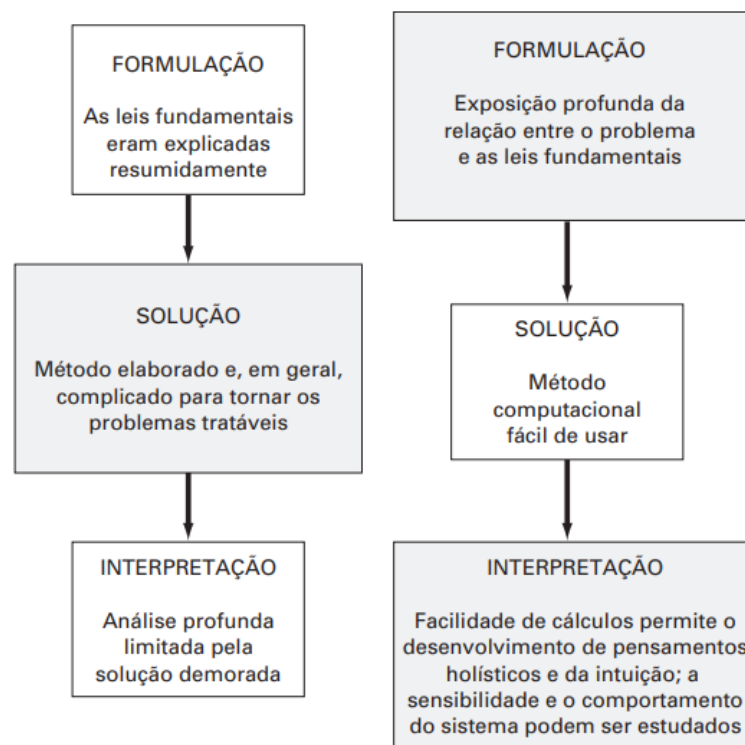 FORMULAÇÃO
As leis fundamentais
eram explicadas
resumidamente
SOLUÇÃO
Método elaborado e, em geral,
complicado para tornar os
problemas tratáveis
INTERPRETAÇÃO
Análise profunda
limitada pela
solução demorada
FORMULAÇÃO
Exposição profunda da
relação entre o problema
e as leis fundamentais
SOLUÇÃO
Método
computacional
fácil de usar
INTERPRETAÇÃO
Facilidade de cálculos permite o
desenvolvimento de pensamentos
holísticos e da intuição; a
sensibilidade e o comportamento
do sistema podem ser estudados